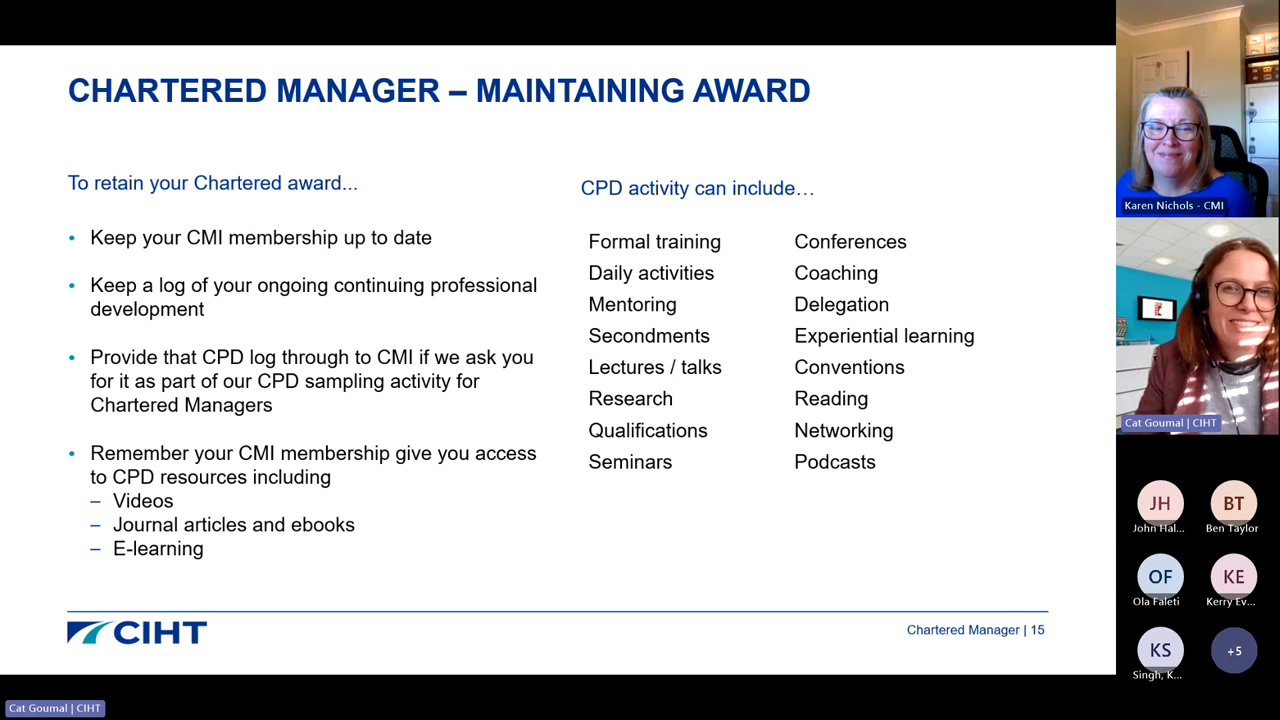 CHARTERED MANAGER – MAINTAINING AWARD
To retain your Chartered award...
• Keep your CMI membership up to date
• Keep a log of your ongoing continuing professional
development
• Provide that CPD log through to CMI if we ask you
for it as part of our CPD sampling activity for
Chartered Managers
• Remember your CMI membership give you access
to CPD resources including
– Videos
– Journal articles and ebooks
– E-learning
CPD activity can include…
Formal training Conferences
Daily activities Coaching
Mentoring Delegation
Secondments Experiential learning
Lectures / talks Conventions
Research Reading
Qualifications Networking
Seminars Podcasts
CIHT
Chartered Manager | 15
Karen Nichols - CMI
Cat Goumal | CIHT
JH BT
John Hal... Ben Taylor
OF KE
Ola Faleti Kerry Ev...
KS +5
Singh, K...
Cat Goumal | CIHT